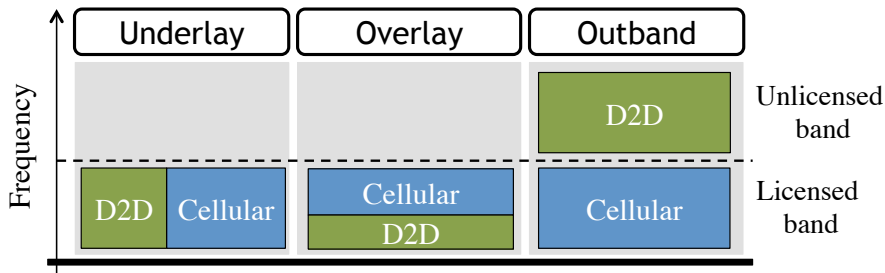 Underlay
Overlay
Outband
Frequency
D2D
Unlicensed
band
D2D
Cellular
Cellular
D2D
Cellular
Licensed
band